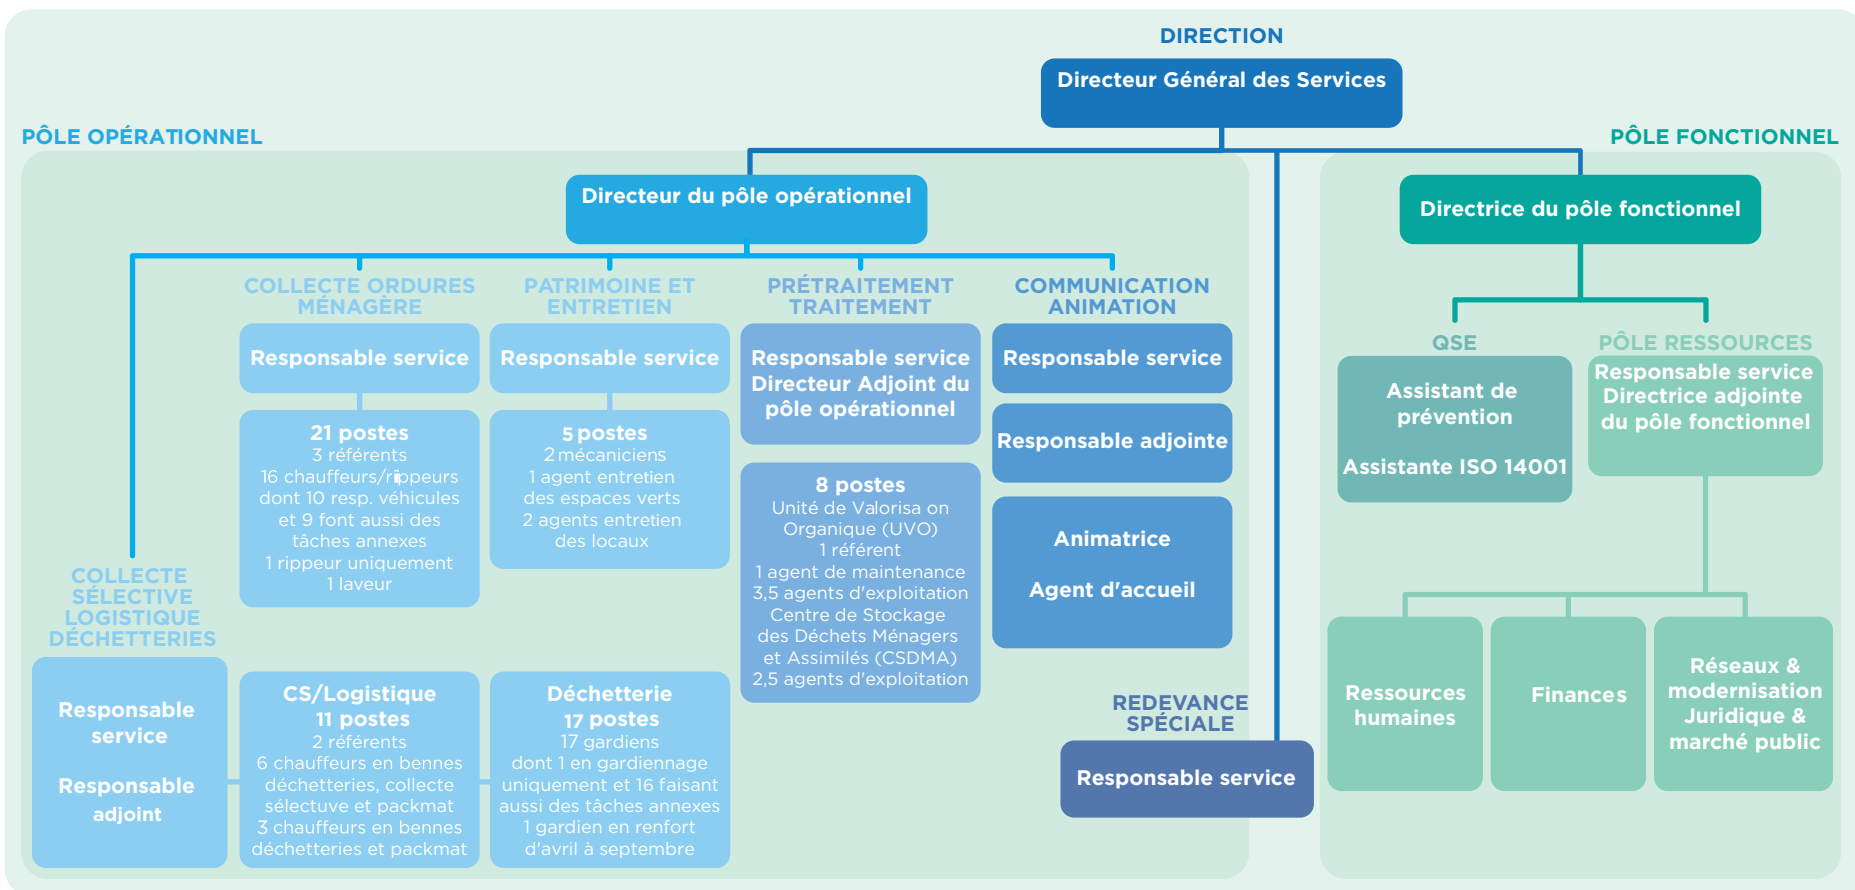 DIRECTION
Directeur Général des Services
PÔLE OPÉRATIONNEL
PÔLE FONCTIONNEL
Directeur du pôle opérationnel
Directrice du pôle fonctionnel
COLLECTE ORDURES
MÉNAGÈRE
Responsable service
21 postes
3 référents
16 chauffeurs/rippeurs
dont 10 resp. véhicules
et 9 font aussi des
tâches annexes
1 rippeur uniquement
1 laveur
PATRIMOINE ET
ENTRETIEN
Responsable service
5 postes
2 mécaniciens
1 agent entretien
des espaces verts
2 agents entretien
des locaux
PRÉTRAITEMENT
TRAITEMENT
Responsable service
Directeur Adjoint du
pôle opérationnel
8 postes
Unité de Valorisa on
Organique (UVO)
1 référent
1 agent de maintenance
3,5 agents d'exploitation
Centre de Stockage
des Déchets Ménagers
et Assimilés (CSDMA)
2,5 agents d'exploitation
COMMUNICATION
ANIMATION
Responsable service
Responsable adjointe
Animatrice
Agent d'accueil
COLLECTE
SÉLECTIVE
LOGISTIQUE
DÉCHETTERIES
Responsable
service
Responsable
adjoint
CS/Logistique
11 postes
2 référents
6 chauffeurs en bennes
déchetteries, collecte
sélectuve et packmat
3 chauffeurs en bennes
déchetteries et packmat
Déchetterie
17 postes
17 gardiens
dont 1 en gardiennage
uniquement et 16 faisant
aussi des tâches annexes
1 gardien en renfort
d'avril à septembre
REDEVANCE
SPÉCIALE
Responsable service
QSE
Assistant de
prévention
Assistante ISO 14001
PÔLE RESSOURCES
Responsable service
Directrice adjointe
du pôle fonctionnel
Ressources
humaines
Finances
Réseaux &
modernisation
Juridique &
marché public